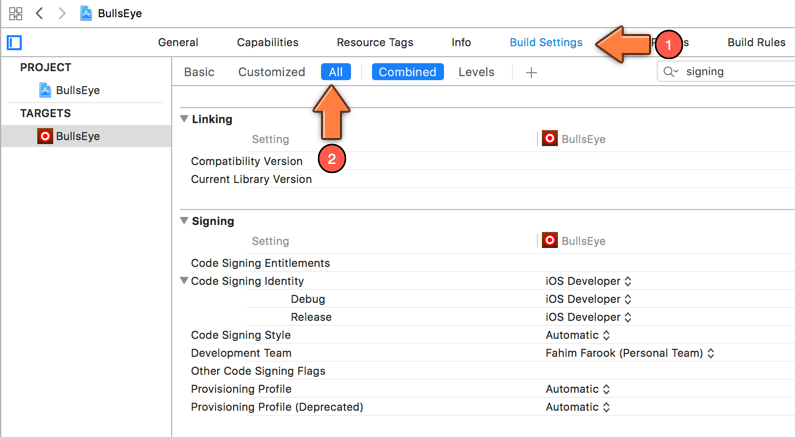 BullsEye
General Capabilities Resource Tags Info Build Settings 1 Build Rules
PROJECT
BullsEye
TARGETS
BullsEye
Basic Customized All Combined Levels + signing
2
Linking
Setting BullsEye
Compatibility Version
Current Library Version
Signing
Setting BullsEye
Code Signing Entitlements
Code Signing Identity iOS Developer
Debug iOS Developer
Release iOS Developer
Code Signing Style Automatic
Development Team Fahim Farook (Personal Team)
Other Code Signing Flags
Provisioning Profile Automatic
Provisioning Profile (Deprecated) Automatic